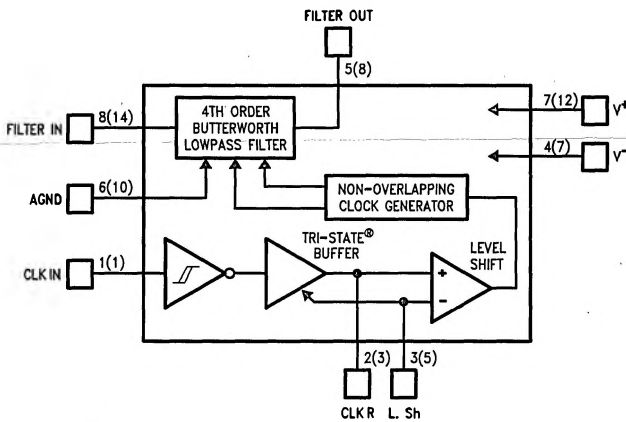 FILTER OUT
5(8)
8(14)
FILTER IN
4TH ORDER
BUTTERWORTH
LOWPASS FILTER
7(12)
V+
4(7)
V-
6(10)
AGND
NON-OVERLAPPING
CLOCK GENERATOR
TRI-STATE®
BUFFER
LEVEL
SHIFT
1(1)
CLK IN
+
-
2(3)
3(5)
CLK R
L. Sh